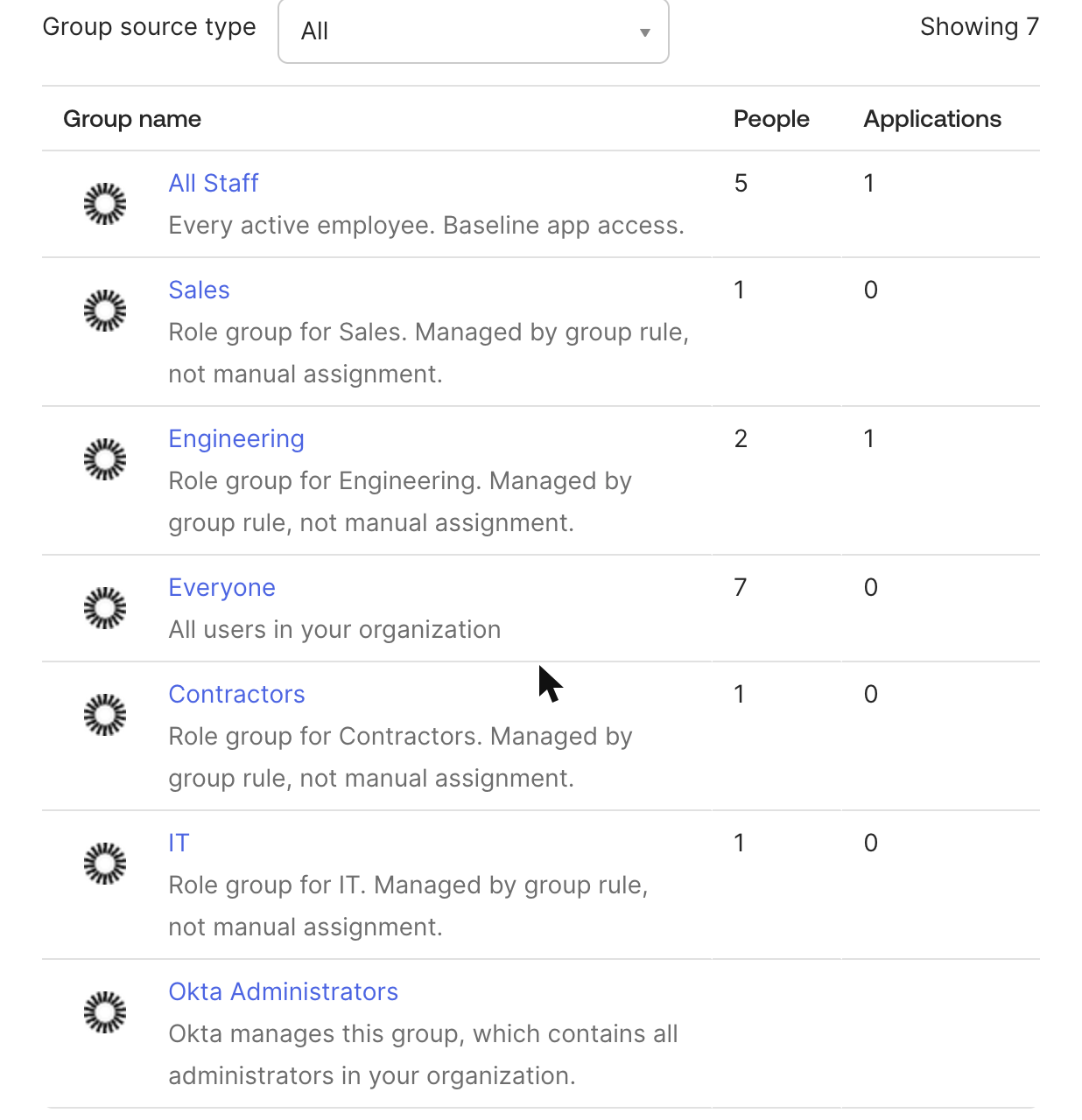 Group source type All Showing 7
Group name People Applications
All Staff 5 1
Every active employee. Baseline app access.
Sales 1 0
Role group for Sales. Managed by group rule,
not manual assignment.
Engineering 2 1
Role group for Engineering. Managed by
group rule, not manual assignment.
Everyone 7 0
All users in your organization
Contractors 1 0
Role group for Contractors. Managed by
group rule, not manual assignment.
IT 1 0
Role group for IT. Managed by group rule,
not manual assignment.
Okta Administrators
Okta manages this group, which contains all
administrators in your organization.